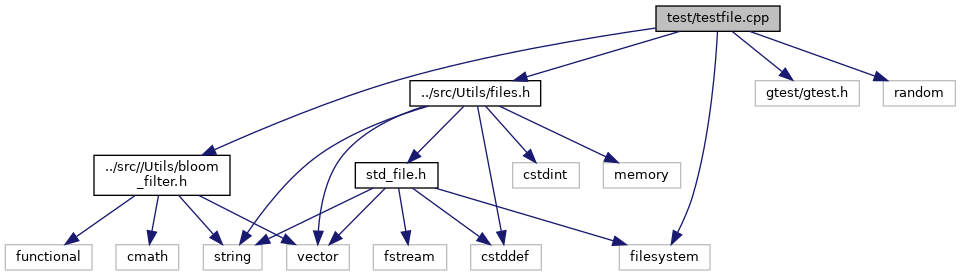 test/testfile.cpp
../src/Utils/files.h
gtest/gtest.h
random
../src//Utils/bloom
_filter.h
std_file.h
cstdint
memory
functional
cmath
string
vector
fstream
cstddef
filesystem